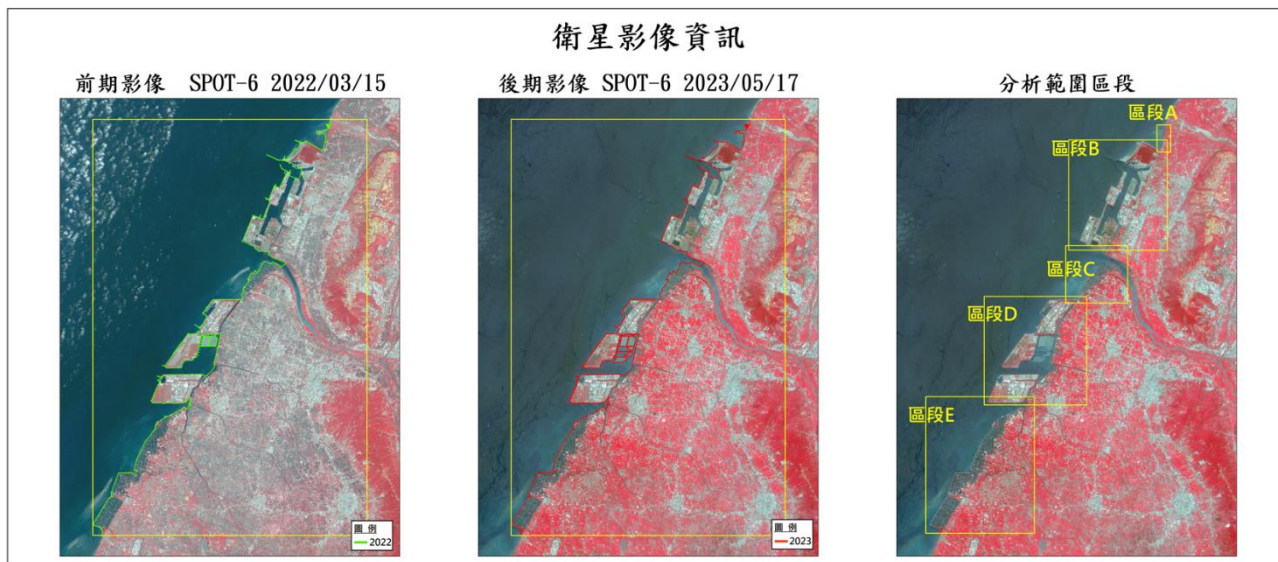 衛星影像資訊
前期影像 SPOT-6 2022/03/15
後期影像 SPOT-6 2023/05/17
分析範圍區段
區段A
區段B
區段C
區段D
區段E
圖 例
2022
圖 例
2023